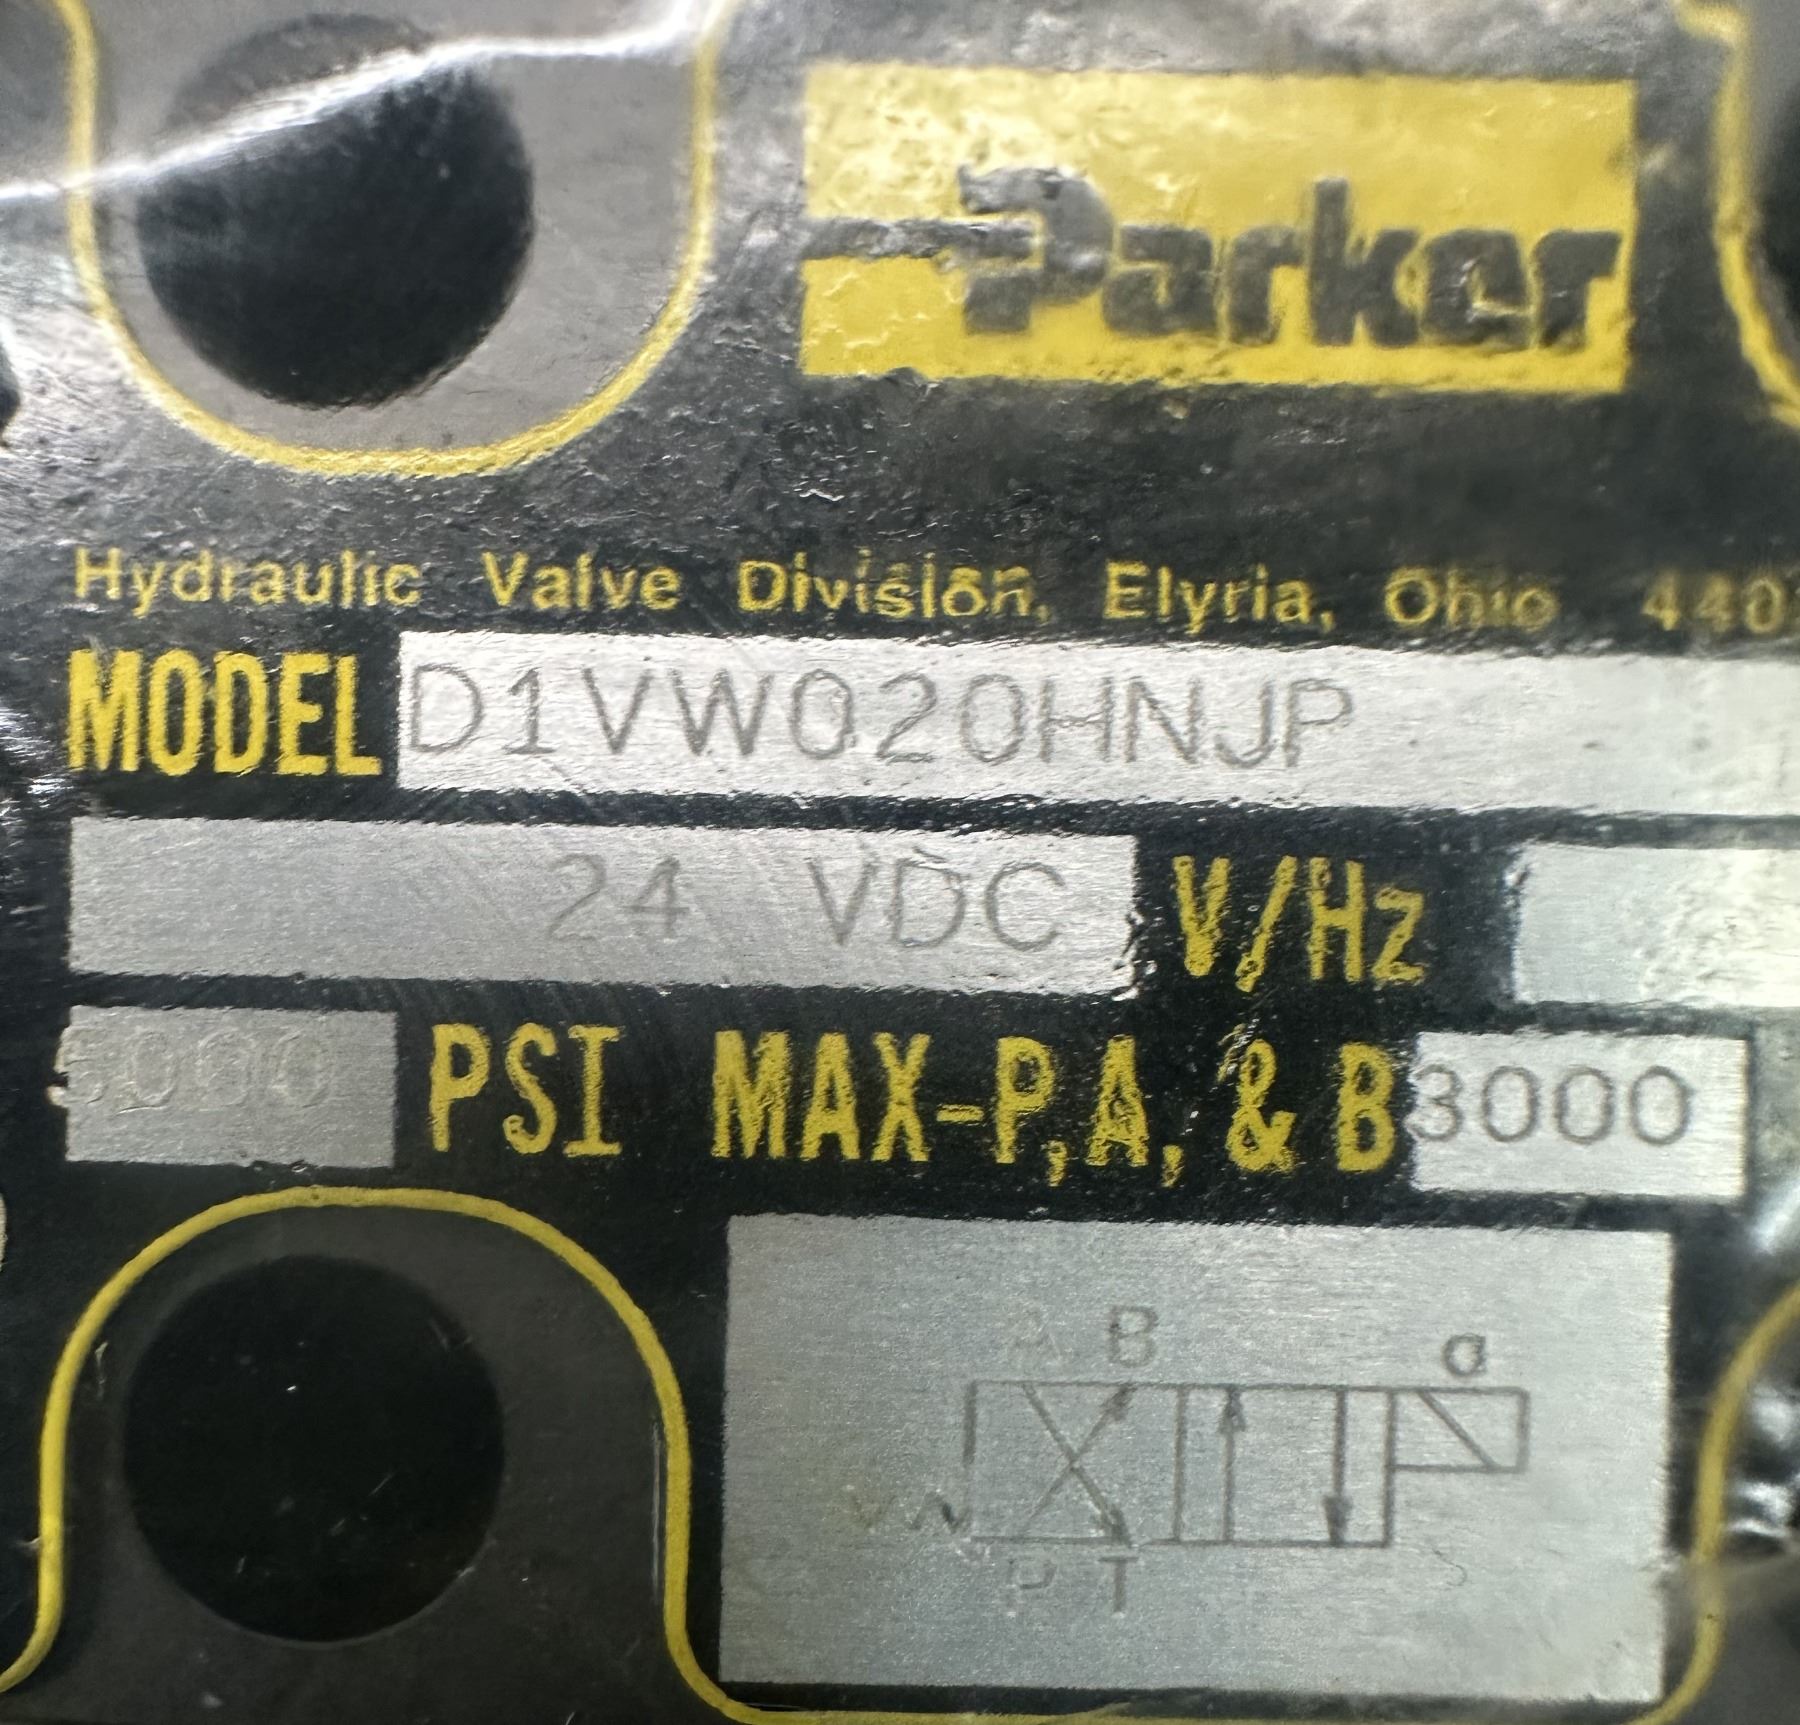 Parker
Hydraulic Valve Division, Elyria, Ohio
MODEL D1VW020HNJP
24 VDC V/Hz
PSI MAX-P,A, & B 3000
A B a
P T